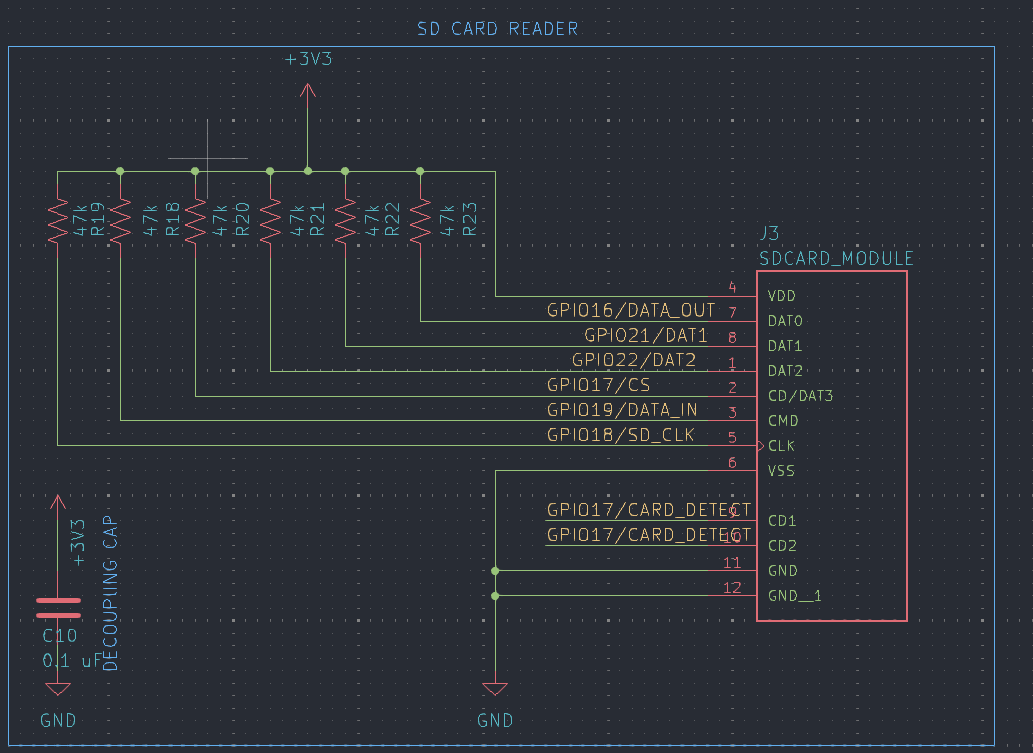 SD CARD READER
+3V3
47k
R19
47k
R18
47k
R20
47k
R21
47k
R22
47k
R23
J3
SDCARD_MODULE
4
VDD
GPIO16/DATA_OUT
7
DAT0
GPIO21/DAT1
8
DAT1
GPIO22/DAT2
1
DAT2
GPIO17/CS
2
CD/DAT3
GPIO19/DATA_IN
3
CMD
GPIO18/SD_CLK
5
CLK
6
VSS
GPIO17/CARD_DETECT
9
CD1
GPIO17/CARD_DETECT
10
CD2
11
GND
12
GND__1
+3V3
DECOUPLING CAP
C10
0.1 uF
GND
GND